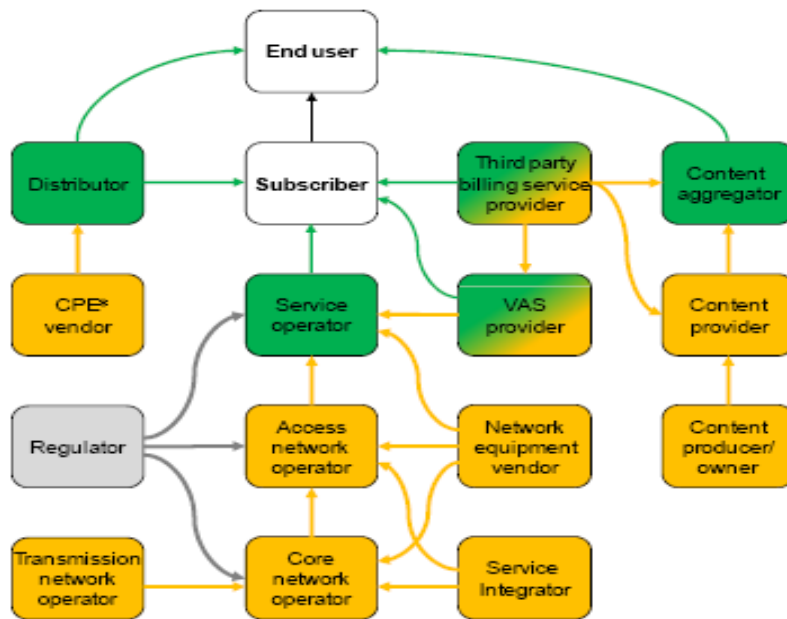 End user
Distributor
Subscriber
Third party
billing service
provider
Content
aggregator
CPE* 
vendor
Service
operator
VAS
provider
Content
provider
Regulator
Access
network
operator
Network
equipment
vendor
Content
producer/
owner
Transmission
network
operator
Core
network
operator
Service
Integrator